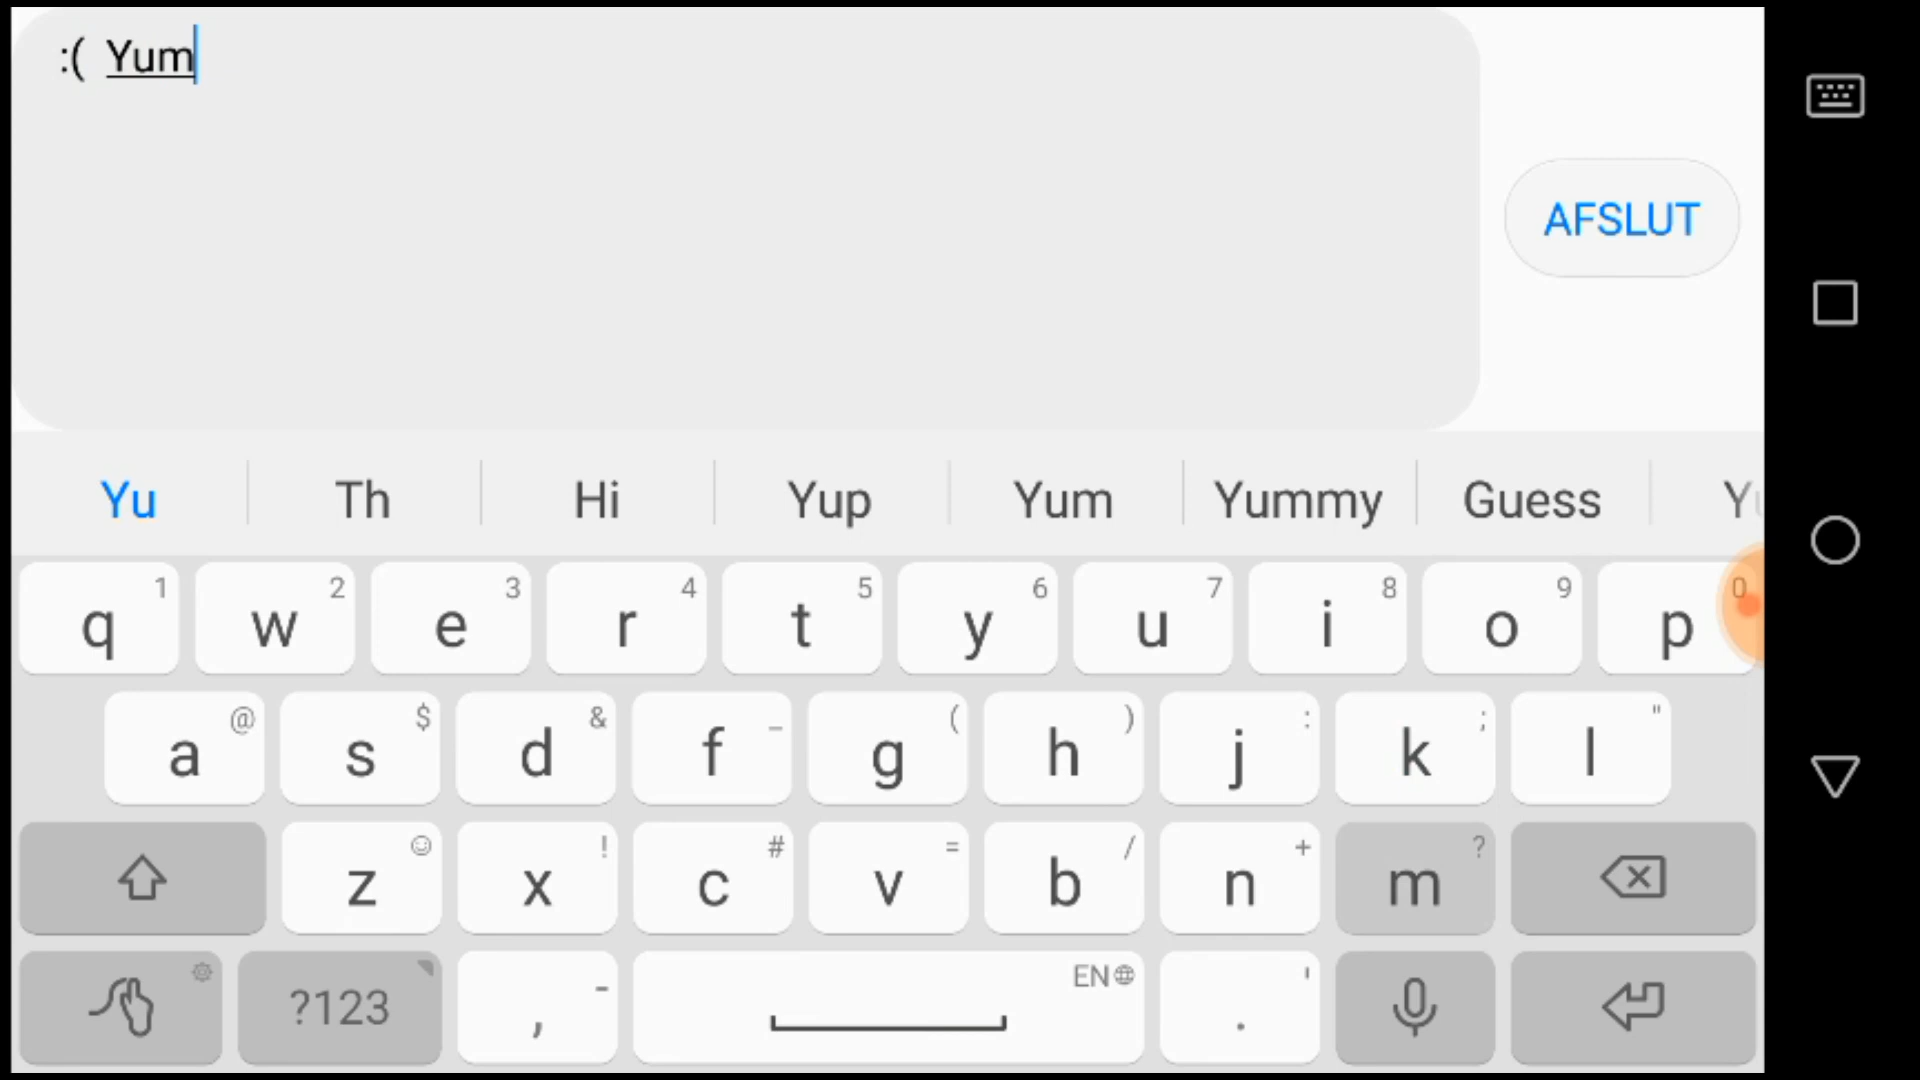 :( Yum
AFSLUT
Yu Th Hi Yup Yum Yummy Guess
1 2 3 4 5 6 7 8 9 0
q w e r t y u i o p
@ $ & _ ( ) : ; "
a s d f g h j k l
! # = / + ?
z x c v b n m
?123 , - EN . '